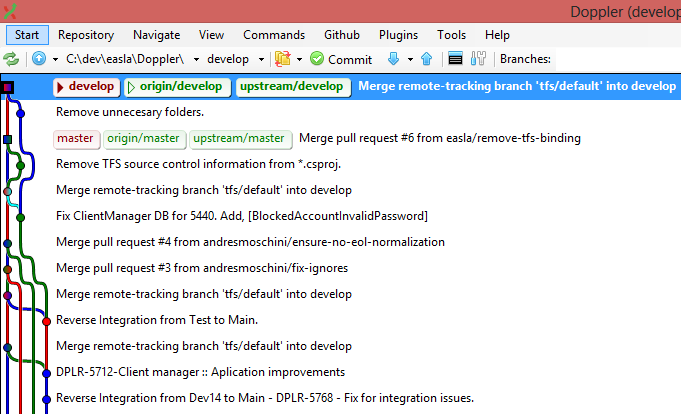 Doppler (develop
Start Repository Navigate View Commands Github Plugins Tools Help
C:\dev\easla\Doppler\ develop Commit Branches:
develop origin/develop upstream/develop Merge remote-tracking branch 'tfs/default' into develop
Remove unnecesary folders.
master origin/master upstream/master Merge pull request #6 from easla/remove-tfs-binding
Remove TFS source control information from *.csproj.
Merge remote-tracking branch 'tfs/default' into develop
Fix ClientManager DB for 5440. Add, [BlockedAccountInvalidPassword]
Merge pull request #4 from andresmoschini/ensure-no-eol-normalization
Merge pull request #3 from andresmoschini/fix-ignores
Merge remote-tracking branch 'tfs/default' into develop
Reverse Integration from Test to Main.
Merge remote-tracking branch 'tfs/default' into develop
DPLR-5712-Client manager :: Aplication improvements
Reverse Integration from Dev14 to Main - DPLR-5768 - Fix for integration issues.